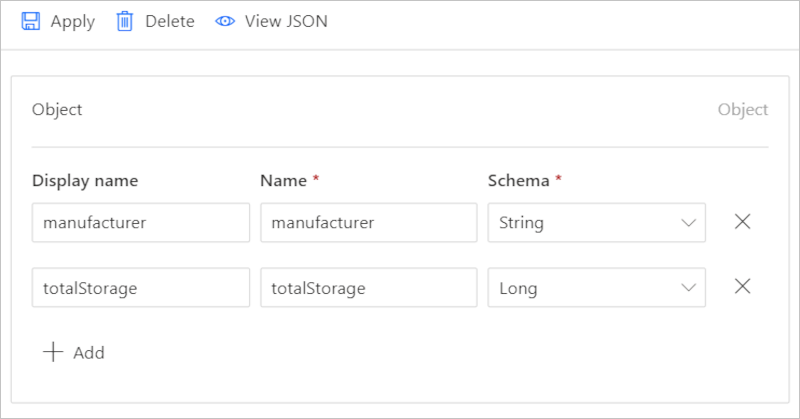 Apply Delete View JSON
Object Object
Display name Name * Schema *
manufacturer manufacturer String
totalStorage totalStorage Long
Add